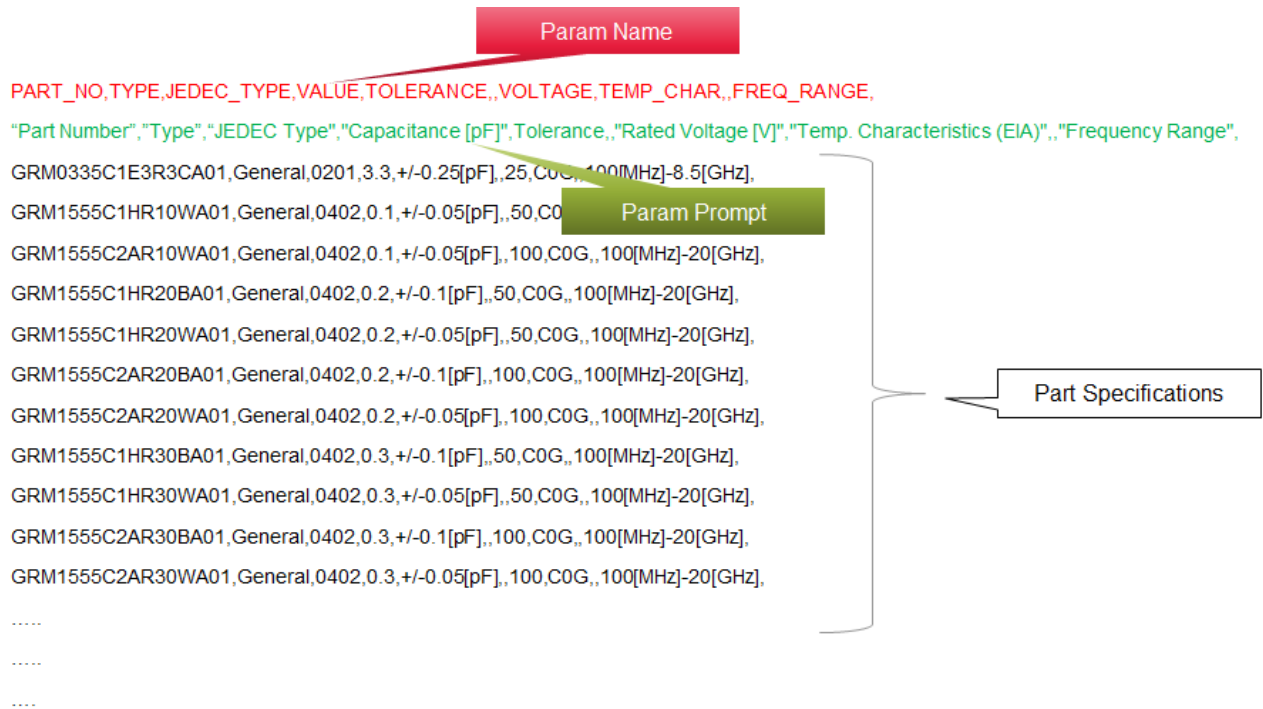 Param Name
PART_NO,TYPE,JEDEC_TYPE,VALUE,TOLERANCE,,VOLTAGE,TEMP_CHAR,,FREQ_RANGE,
“Part Number”,”Type”,“JEDEC Type","Capacitance [pF]",Tolerance,,"Rated Voltage [V]","Temp. Characteristics (EIA)",,"Frequency Range",
GRM0335C1E3R3CA01,General,0201,3.3,+/-0.25[pF],,25,C0G,,100[MHz]-8.5[GHz],
Param Prompt
GRM1555C1HR10WA01,General,0402,0.1,+/-0.05[pF],,50,C0
GRM1555C2AR10WA01,General,0402,0.1,+/-0.05[pF],,100,C0G,,100[MHz]-20[GHz],
GRM1555C1HR20BA01,General,0402,0.2,+/-0.1[pF],,50,C0G,,100[MHz]-20[GHz],
GRM1555C1HR20WA01,General,0402,0.2,+/-0.05[pF],,50,C0G,,100[MHz]-20[GHz],
GRM1555C2AR20BA01,General,0402,0.2,+/-0.1[pF],,100,C0G,,100[MHz]-20[GHz],
Part Specifications
GRM1555C2AR20WA01,General,0402,0.2,+/-0.05[pF],,100,C0G,,100[MHz]-20[GHz],
GRM1555C1HR30BA01,General,0402,0.3,+/-0.1[pF],,50,C0G,,100[MHz]-20[GHz],
GRM1555C1HR30WA01,General,0402,0.3,+/-0.05[pF],,50,C0G,,100[MHz]-20[GHz],
GRM1555C2AR30BA01,General,0402,0.3,+/-0.1[pF],,100,C0G,,100[MHz]-20[GHz],
GRM1555C2AR30WA01,General,0402,0.3,+/-0.05[pF],,100,C0G,,100[MHz]-20[GHz],
.....
.....
....